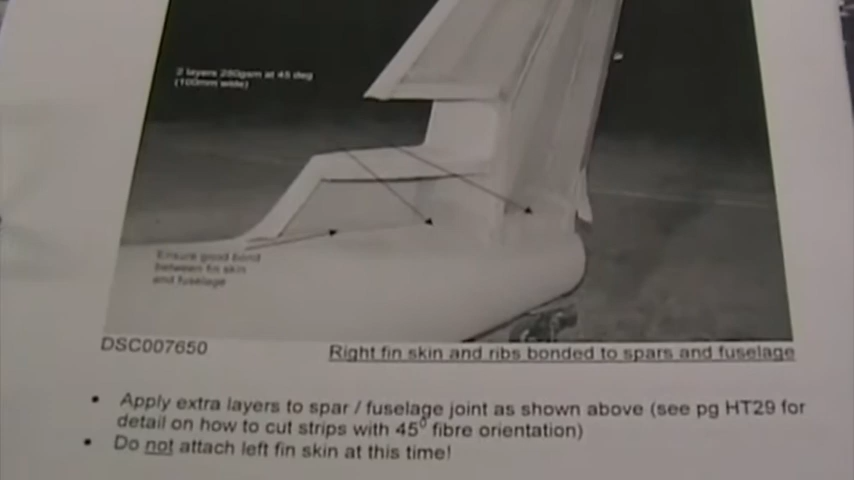 2 layers 280gsm at 45 deg
(100mm wide)
Ensure good bond
between fin skin
and fuselage
DSC007650
Right fin skin and ribs bonded to spars and fuselage
• Apply extra layers to spar / fuselage joint as shown above (see pg HT29 for
detail on how to cut strips with 45⁰ fibre orientation)
• Do not attach left fin skin at this time!